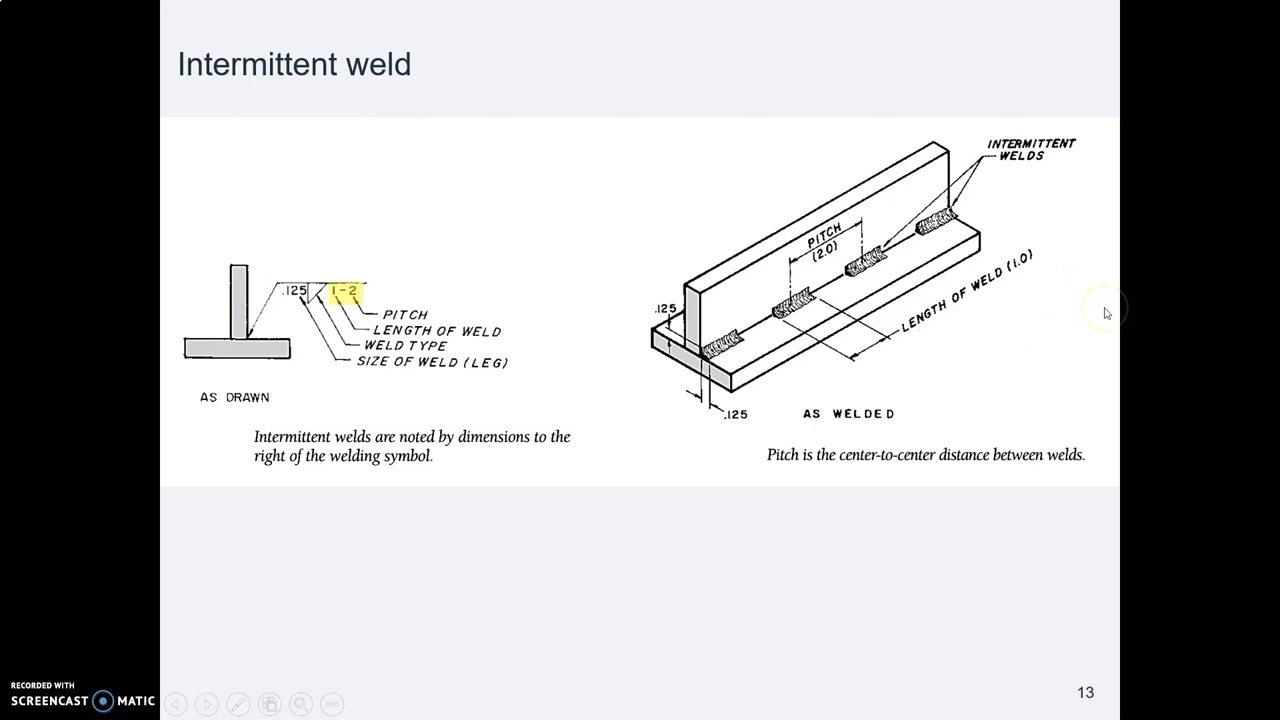 Intermittent weld
.125 1-2
PITCH
LENGTH OF WELD
WELD TYPE
SIZE OF WELD (LEG)
AS DRAWN
Intermittent welds are noted by dimensions to the
right of the welding symbol.
INTERMITTENT
WELDS
PITCH
(2.0)
LENGTH OF WELD (1.0)
.125
.125
AS WELDED
Pitch is the center-to-center distance between welds.
13
RECORDED WITH
SCREENCAST MATIC